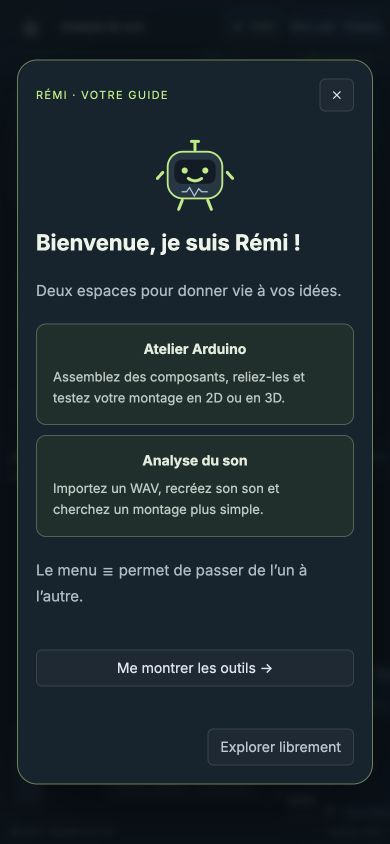 RÉMI · VOTRE GUIDE
×
Bienvenue, je suis Rémi !
Deux espaces pour donner vie à vos idées.
Atelier Arduino
Assemblez des composants, reliez-les et
testez votre montage en 2D ou en 3D.
Analyse du son
Importez un WAV, recréez son son et
cherchez un montage plus simple.
Le menu ≡ permet de passer de l’un à
l’autre.
Me montrer les outils →
Explorer librement